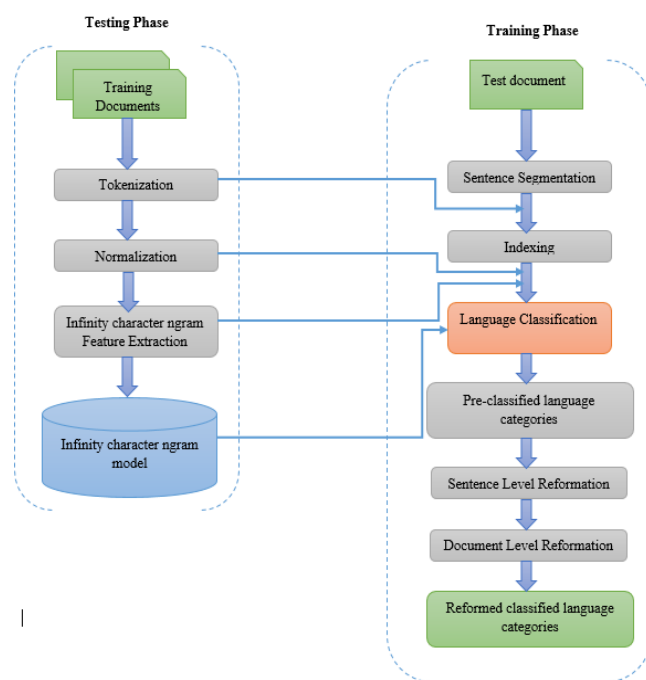 Testing Phase
Training
Documents
Tokenization
Normalization
Infinity character ngram
Feature Extraction
Infinity character ngram
model
Training Phase
Test document
Sentence Segmentation
Indexing
Language Classification
Pre-classified language
categories
Sentence Level Reformation
Document Level Reformation
Reformed classified language
categories